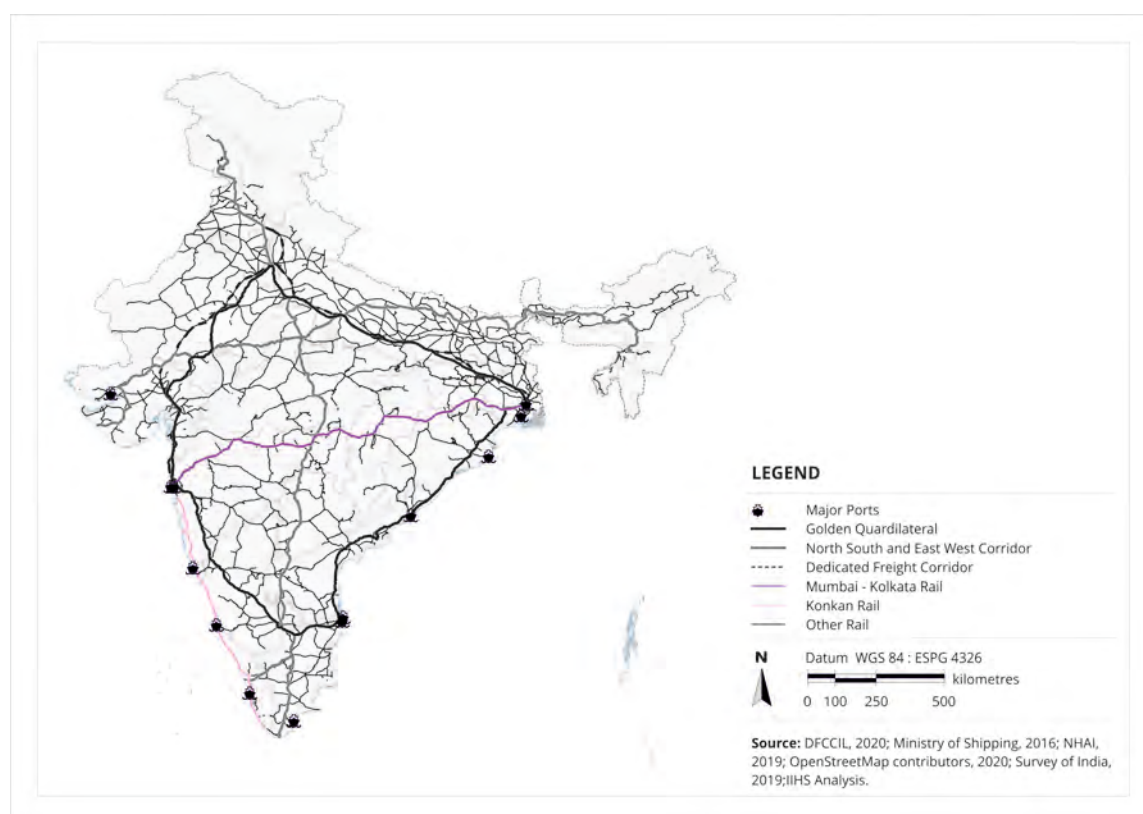 LEGEND
Major Ports
Golden Quardilateral
North South and East West Corridor
Dedicated Freight Corridor
Mumbai - Kolkata Rail
Konkan Rail
Other Rail
N
Datum WGS 84 : ESPG 4326
kilometres
0 100 250 500
Source: DFCCIL, 2020; Ministry of Shipping, 2016; NHAI,
2019; OpenStreetMap contributors, 2020; Survey of India,
2019;IIHS Analysis.